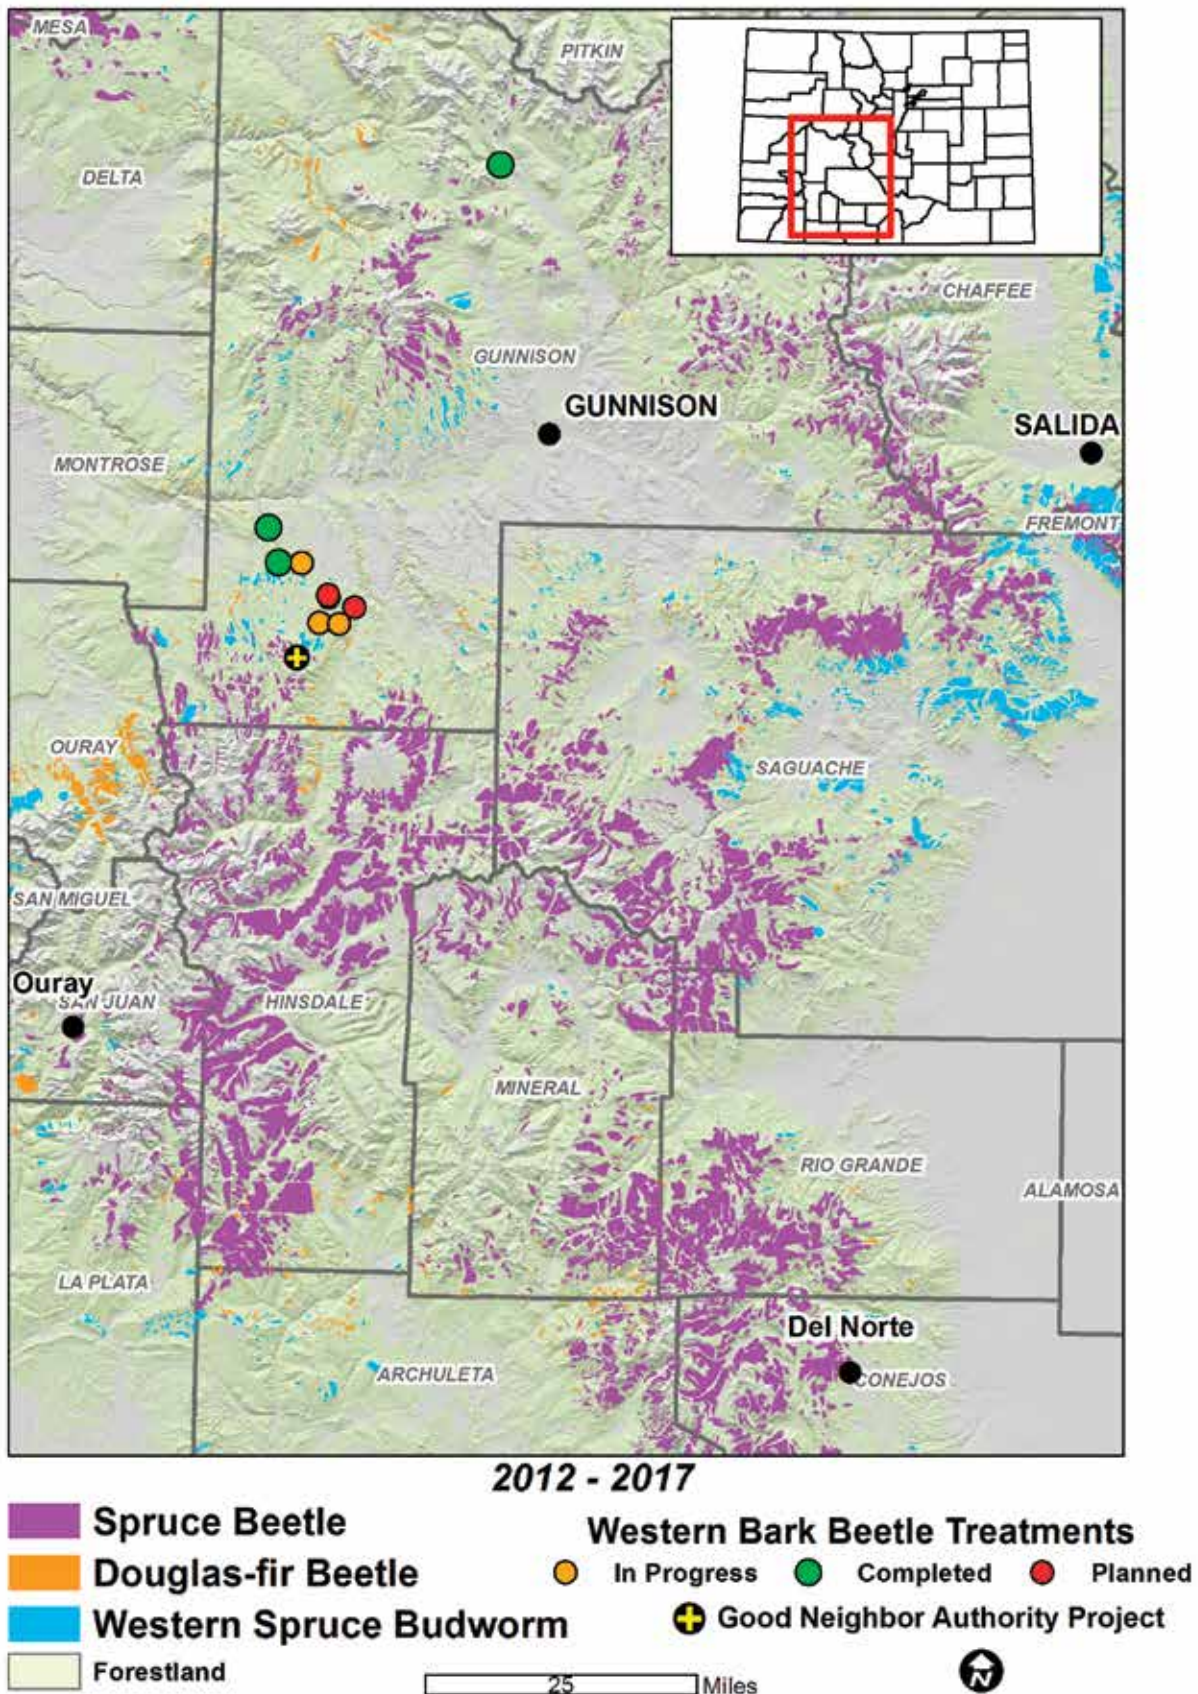 MESA
PITKIN
DELTA
CHAFFEE
GUNNISON
GUNNISON
SALIDA
MONTROSE
FREMONT
OURAY
SAGUACHE
SAN MIGUEL
Ouray
SAN JUAN
HINSDALE
MINERAL
RIO GRANDE
ALAMOSA
LA PLATA
Del Norte
ARCHULETA
CONEJOS
2012 - 2017
Spruce Beetle
Douglas-fir Beetle
Western Spruce Budworm
Forestland
Western Bark Beetle Treatments
In Progress
Completed
Planned
Good Neighbor Authority Project
25
Miles
N